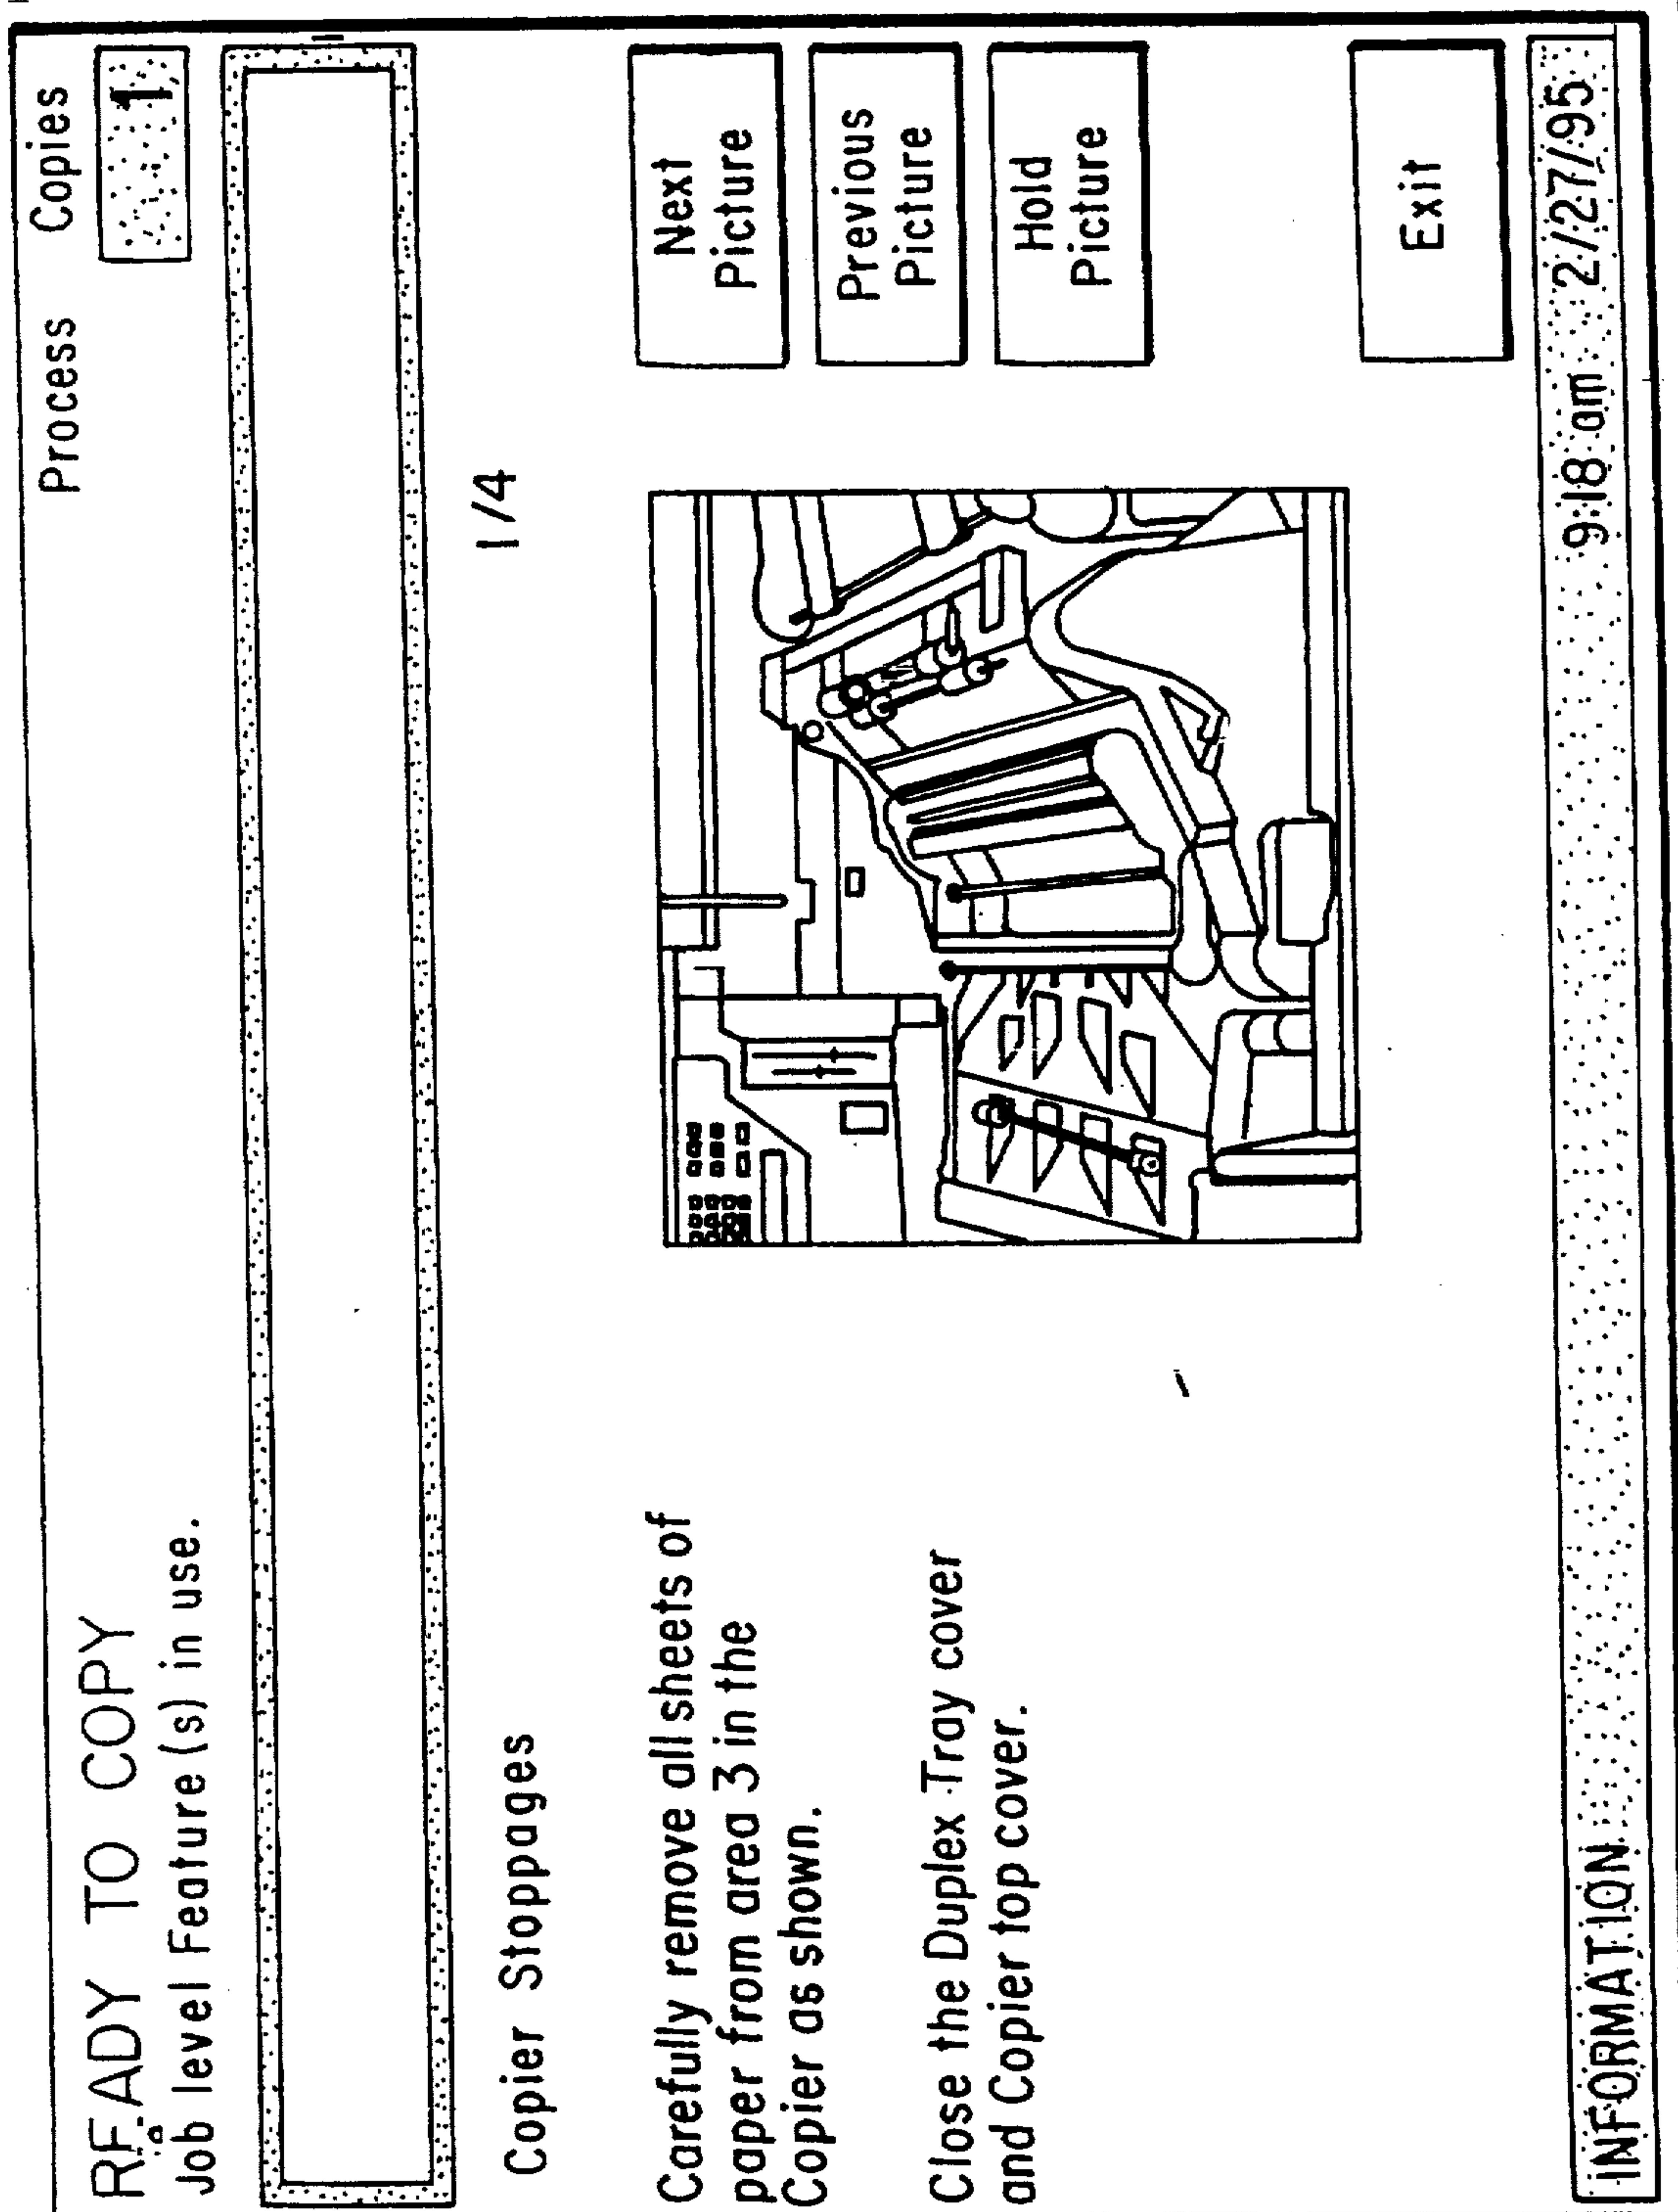 READY TO COPY
Job level Feature(s) in use.
Process
Copies
1
Copier Stoppages
1/4
Carefully remove all sheets of
paper from area 3 in the
Copier as shown.
Close the Duplex Tray cover
and Copier top cover.
Next
Picture
Previous
Picture
Hold
Picture
Exit
INFORMATION
9:18 am 2/27/95